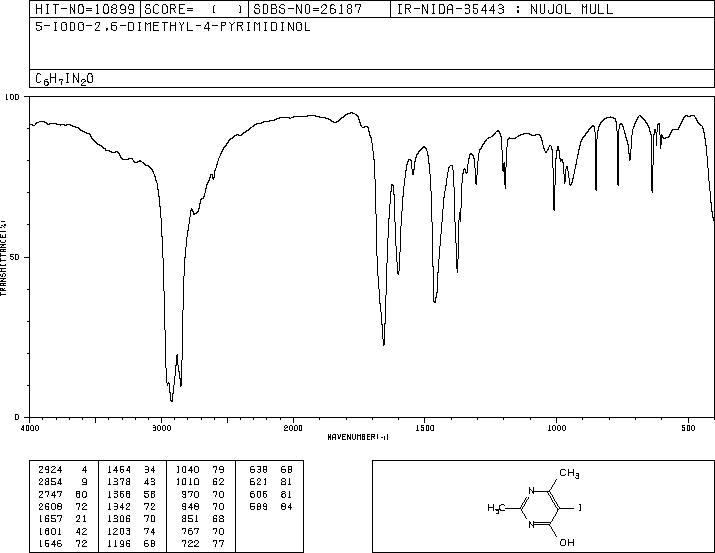 HIT-NO=10899 SCORE= ( ) SDBS-NO=26187 IR-NIDA-35443 : NUJOL MULL
5-IODO-2,6-DIMETHYL-4-PYRIMIDINOL
C6H7IN2O
100
50
0
TRANSMITTANCE(%)
4000 3000 2000 1500 1000 500
WAVENUMBER(-1)
2924 4 1464 34 1040 79 638 68
2854 9 1378 43 1010 62 621 81
2747 60 1368 58 970 70 606 81
2608 72 1342 72 948 70 589 84
1657 21 1306 70 851 68
1601 42 1203 74 767 70
1546 72 1196 68 722 77
CH3
N
I
H3C
N
OH